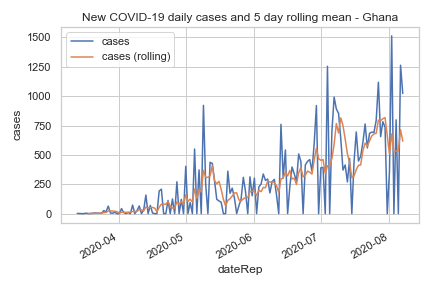 New COVID-19 daily cases and 5 day rolling mean - Ghana
cases
cases (rolling)
1500
1250
1000
750
500
250
0
cases
2020-04
2020-05
2020-06
2020-07
2020-08
dateRep